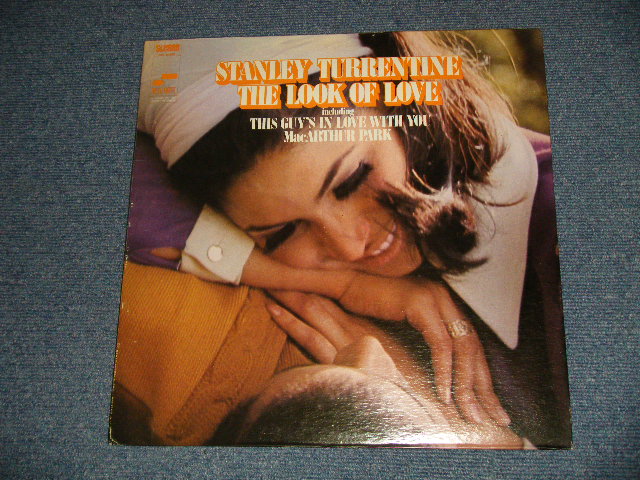 STANLEY TURRENTINE
THE LOOK OF LOVE
including
THIS GUY'S IN LOVE WITH YOU
MacARTHUR PARK